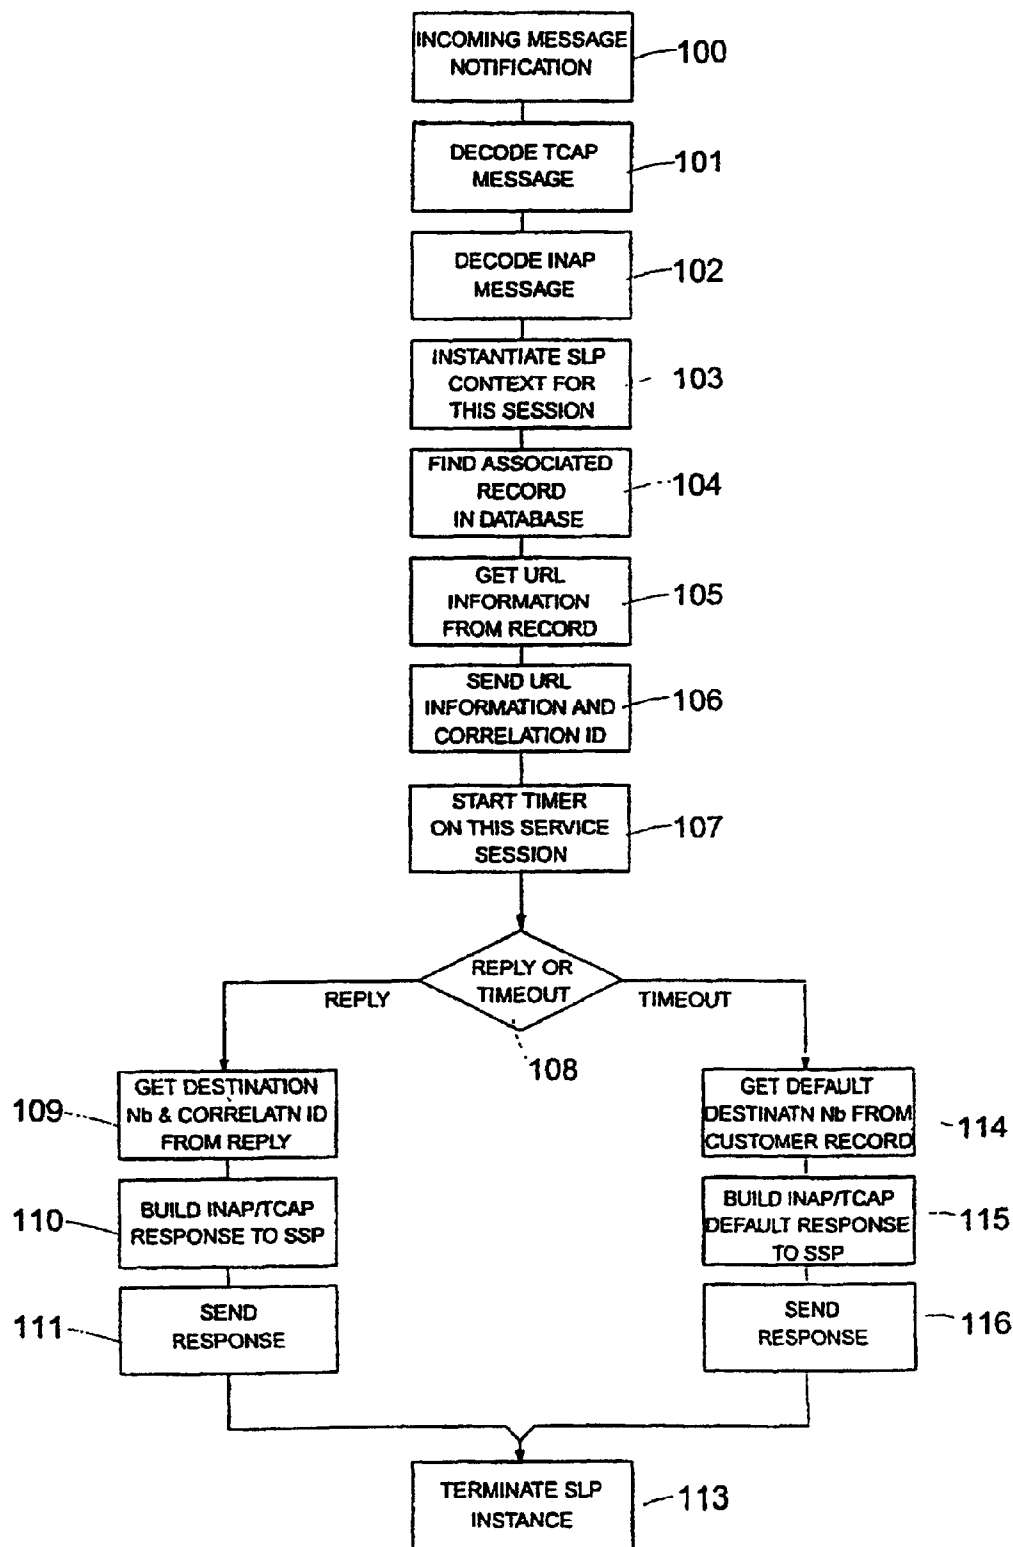 INCOMING MESSAGE
NOTIFICATION
100
DECODE TCAP
MESSAGE
101
DECODE INAP
MESSAGE
102
INSTANTIATE SLP
CONTEXT FOR
THIS SESSION
103
FIND ASSOCIATED
RECORD
IN DATABASE
104
GET URL
INFORMATION
FROM RECORD
105
SEND URL
INFORMATION AND
CORRELATION ID
106
START TIMER
ON THIS SERVICE
SESSION
107
REPLY OR
TIMEOUT
REPLY
TIMEOUT
108
GET DESTINATION
Nb & CORRELATN ID
FROM REPLY
109
GET DEFAULT
DESTINATN Nb FROM
CUSTOMER RECORD
114
BUILD INAP/TCAP
RESPONSE TO SSP
110
BUILD INAP/TCAP
DEFAULT RESPONSE
TO SSP
115
SEND
RESPONSE
111
SEND
RESPONSE
116
TERMINATE SLP
INSTANCE
113